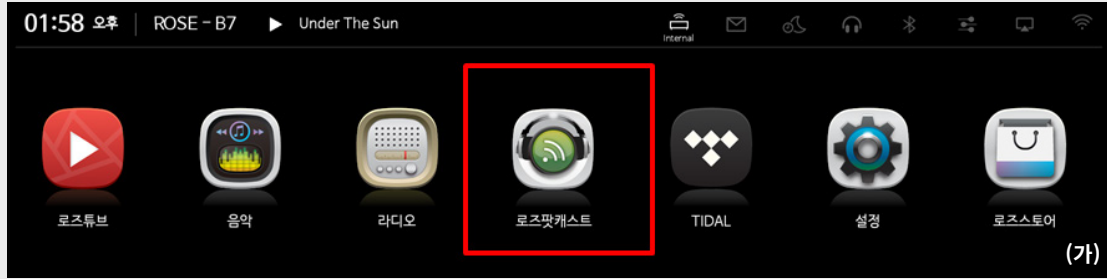 01:58 오후 ROSE - B7 ▶ Under The Sun
Internal
로즈튜브 음악 라디오 로즈팟캐스트 TIDAL 설정 로즈스토어
(가)